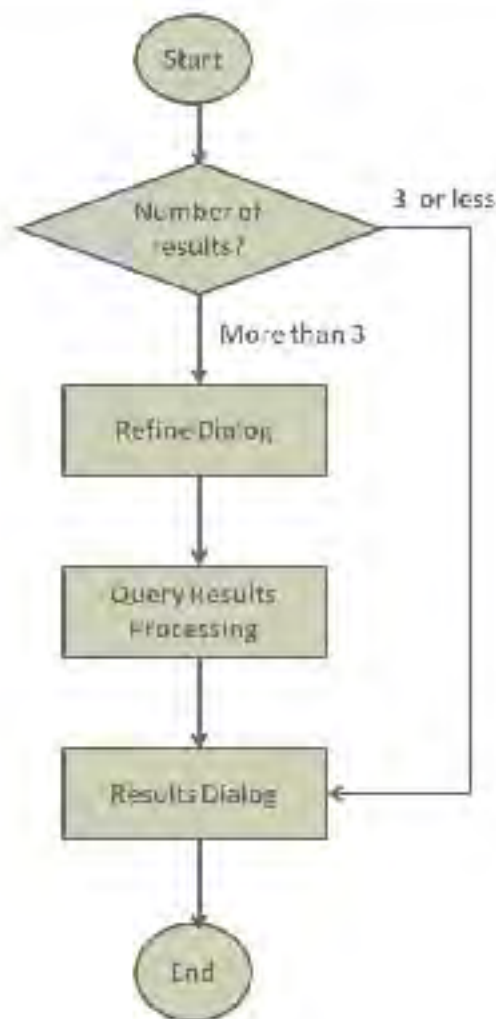 Start
Number of
results?
3 or less
More than 3
Refine Dialog
Query Results
Processing
Results Dialog
End